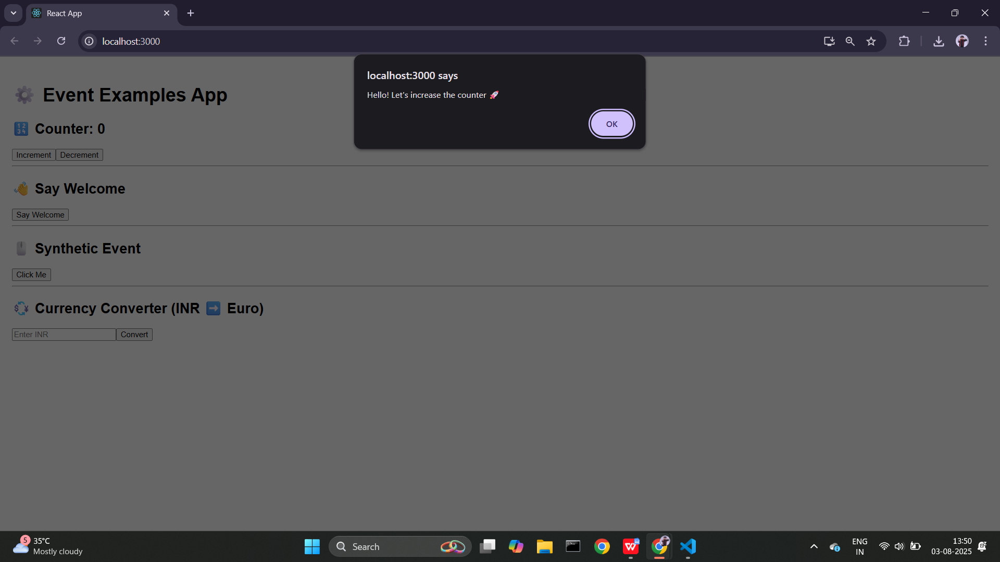 React App
localhost:3000
localhost:3000 says
Hello! Let's increase the counter 🚀
OK
⚙️ Event Examples App
🔢 Counter: 0
Increment Decrement
👋 Say Welcome
Say Welcome
🖱️ Synthetic Event
Click Me
💱 Currency Converter (INR ➡️ Euro)
Enter INR Convert
5
35°C
Mostly cloudy
Search
ENG
IN
13:50
03-08-2025